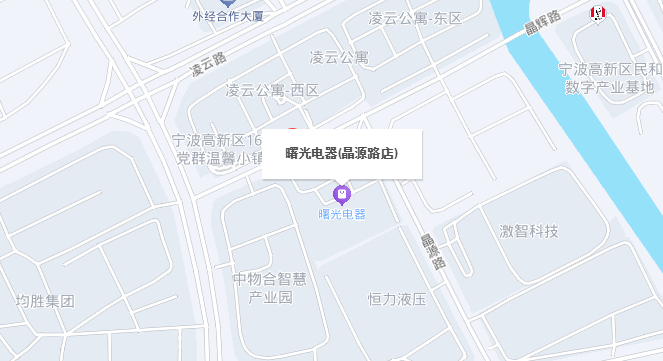 外经合作大厦
凌云公寓-东区
晶辉路
凌云路
凌云公寓
宁波高新区民和
数字产业基地
凌云公寓-西区
宁波高新区16
党群温馨小镇
曙光电器(晶源路店)
曙光电器
激智科技
晶源路
中物合智慧
产业园
均胜集团
恒力液压